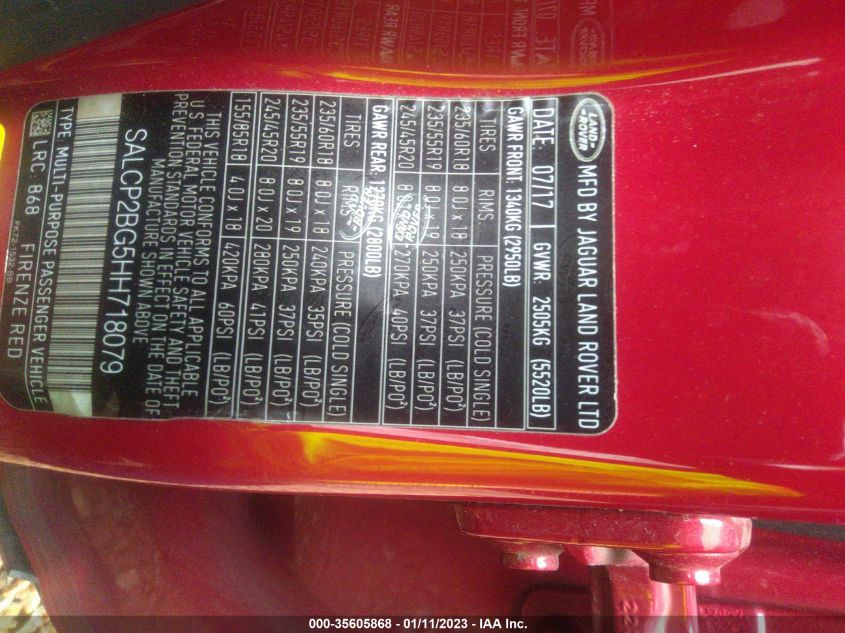 LAND ROVER
MFD BY JAGUAR LAND ROVER LTD
DATE: 07/17 GVWR: 2505KG (5520LB)
GAWR FRONT: 1340KG (2950LB)
TIRES RIMS PRESSURE (COLD SINGLE)
235/60R18 8.0J x 18 250KPA 37PSI (LB/PO²)
235/55R19 8.0J x 19 250KPA 37PSI (LB/PO²)
245/45R20 8.0J x 20 270KPA 40PSI (LB/PO²)
GAWR REAR: 1270KG (2800LB)
TIRES RIMS PRESSURE (COLD SINGLE)
235/60R18 8.0J x 18 240KPA 35PSI (LB/PO²)
235/55R19 8.0J x 19 250KPA 37PSI (LB/PO²)
245/45R20 8.0J x 20 280KPA 41PSI (LB/PO²)
155/85R18 4.0J x 18 420KPA 60PSI (LB/PO²)
THIS VEHICLE CONFORMS TO ALL APPLICABLE
U.S. FEDERAL MOTOR VEHICLE SAFETY AND THEFT
PREVENTION STANDARDS IN EFFECT ON THE DATE OF
MANUFACTURE SHOWN ABOVE
SALCP2BG5HH718079
TYPE: MULTI-PURPOSE PASSENGER VEHICLE
LRC: 868 FIRENZE RED
000-35605868 - 01/11/2023 - IAA Inc.